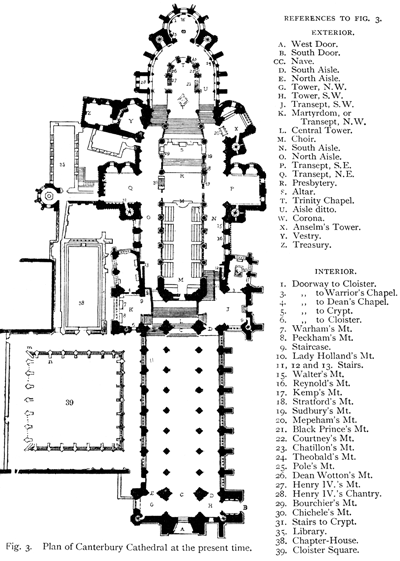 REFERENCES TO FIG. 3.
EXTERIOR.
A. West Door.
B. South Door.
CC. Nave.
D. South Aisle.
E. North Aisle.
G. Tower, N.W.
H. Tower, S.W.
J. Transept, S.W.
K. Martyrdom, or
Transept, N.W.
L. Central Tower.
M. Choir.
N. South Aisle.
O. North Aisle.
P. Transept, S.E.
Q. Transept, N.E.
R. Presbytery.
S. Altar.
T. Trinity Chapel.
U. Aisle ditto.
W. Corona.
X. Anselm's Tower.
Y. Vestry.
Z. Treasury.
INTERIOR.
1. Doorway to Cloister.
3. ,, to Warrior's Chapel.
4. ,, to Dean's Chapel.
5. ,, to Crypt.
6. ,, to Cloister.
7. Warham's Mt.
8. Peckham's Mt.
9. Staircase.
10. Lady Holland's Mt.
11, 12 and 13. Stairs.
15. Walter's Mt.
16. Reynold's Mt.
17. Kemp's Mt.
18. Stratford's Mt.
19. Sudbury's Mt.
20. Mepeham's Mt.
21. Black Prince's Mt.
22. Courtney's Mt.
23. Chatillon's Mt.
24. Theobald's Mt.
25. Pole's Mt.
26. Dean Wotton's Mt.
27. Henry IV.'s Mt.
28. Henry IV.'s Chantry.
29. Bourchier's Mt.
30. Chichele's Mt.
31. Stairs to Crypt.
35. Library.
38. Chapter-House.
39. Cloister Square.
W
T
U
U
Y
X
Q
R
P
O
N
M
38
K
J
39
E
C
C
D
G
H
A
B
Fig. 3. Plan of Canterbury Cathedral at the present time.